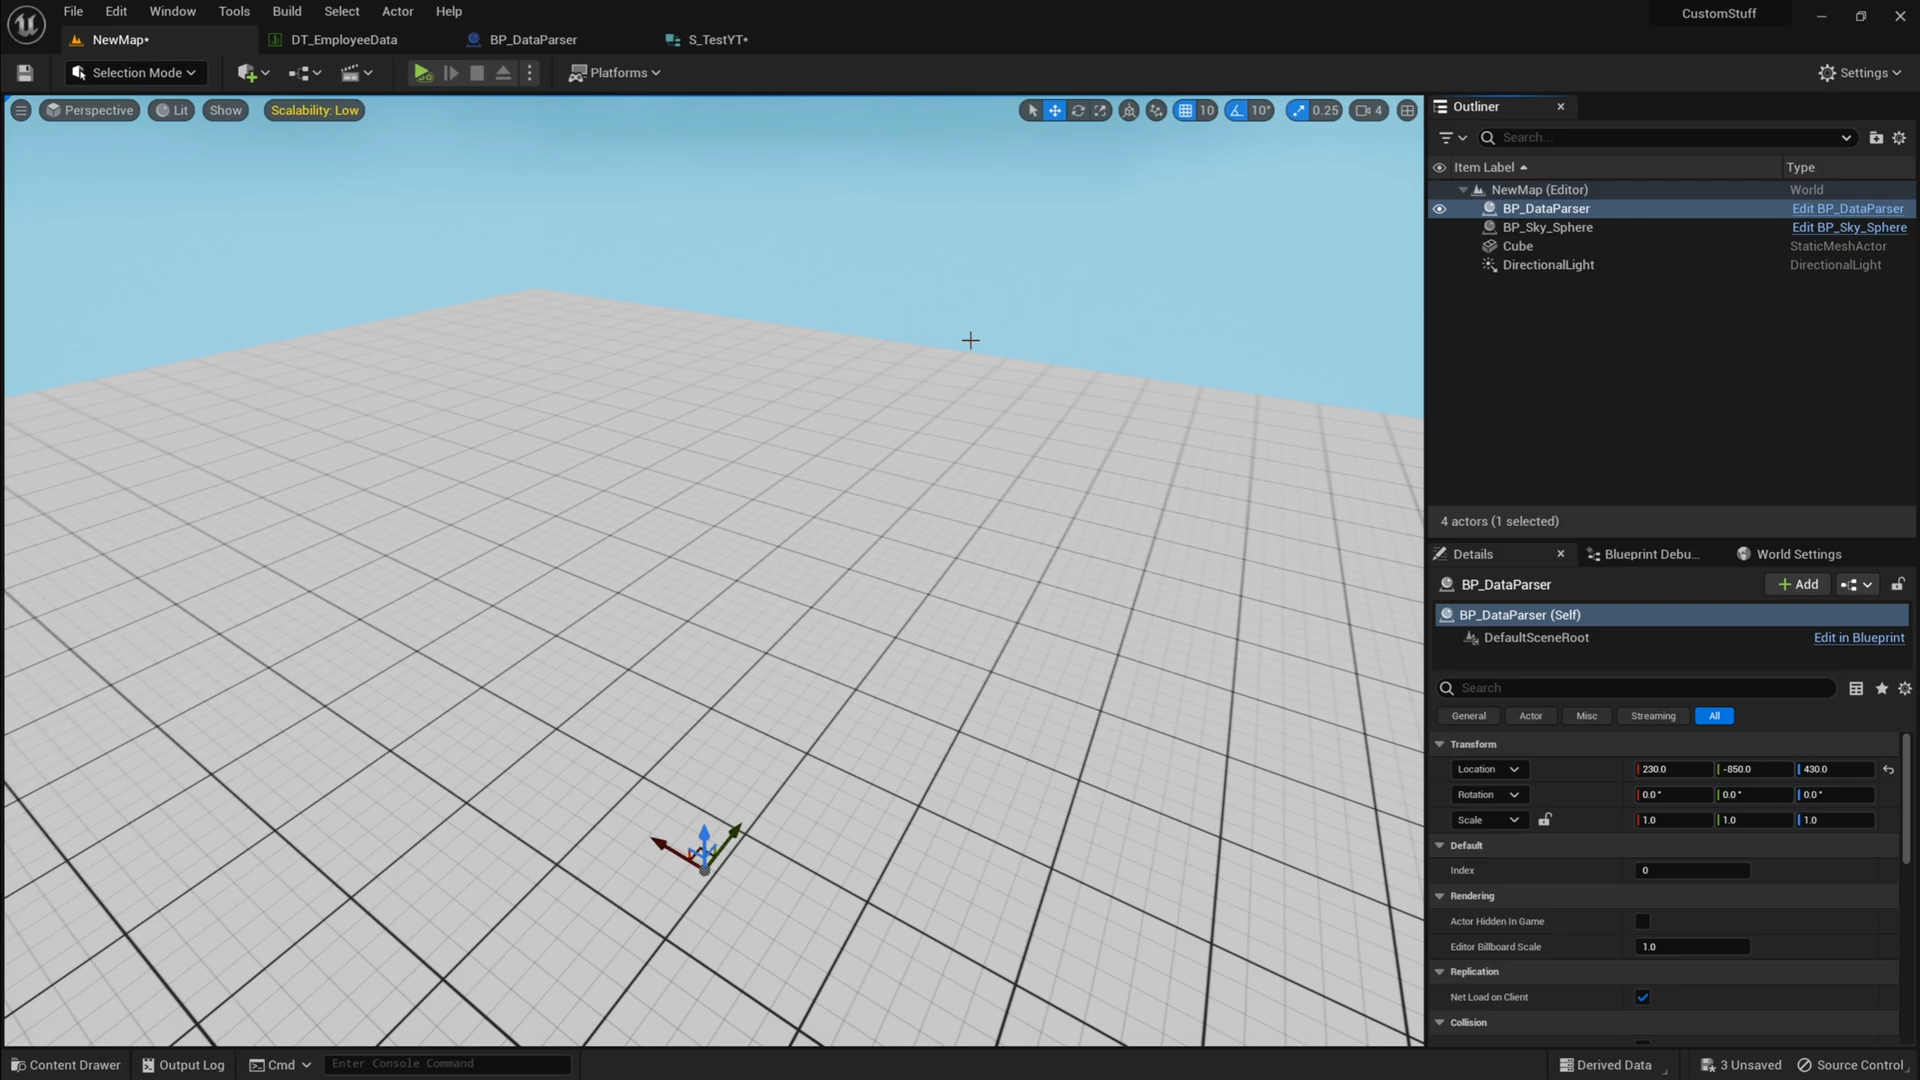 File Edit Window Tools Build Select Actor Help
CustomStuff
NewMap* DT_EmployeeData BP_DataParser S_TestYT*
Selection Mode
Platforms
Settings
Perspective Lit Show Scalability: Low
10 10° 0.25 4
Outliner
Search...
Item Label Type
NewMap (Editor) World
BP_DataParser Edit BP_DataParser
BP_Sky_Sphere Edit BP_Sky_Sphere
Cube StaticMeshActor
DirectionalLight DirectionalLight
4 actors (1 selected)
Details Blueprint Debu... World Settings
BP_DataParser
Add
BP_DataParser (Self)
DefaultSceneRoot Edit in Blueprint
Search
General Actor Misc Streaming All
Transform
Location 230.0 -850.0 430.0
Rotation 0.0° 0.0° 0.0°
Scale 1.0 1.0 1.0
Default
Index 0
Rendering
Actor Hidden In Game
Editor Billboard Scale 1.0
Replication
Net Load on Client
Collision
Content Drawer Output Log Cmd Enter Console Command
Derived Data 3 Unsaved Source Control